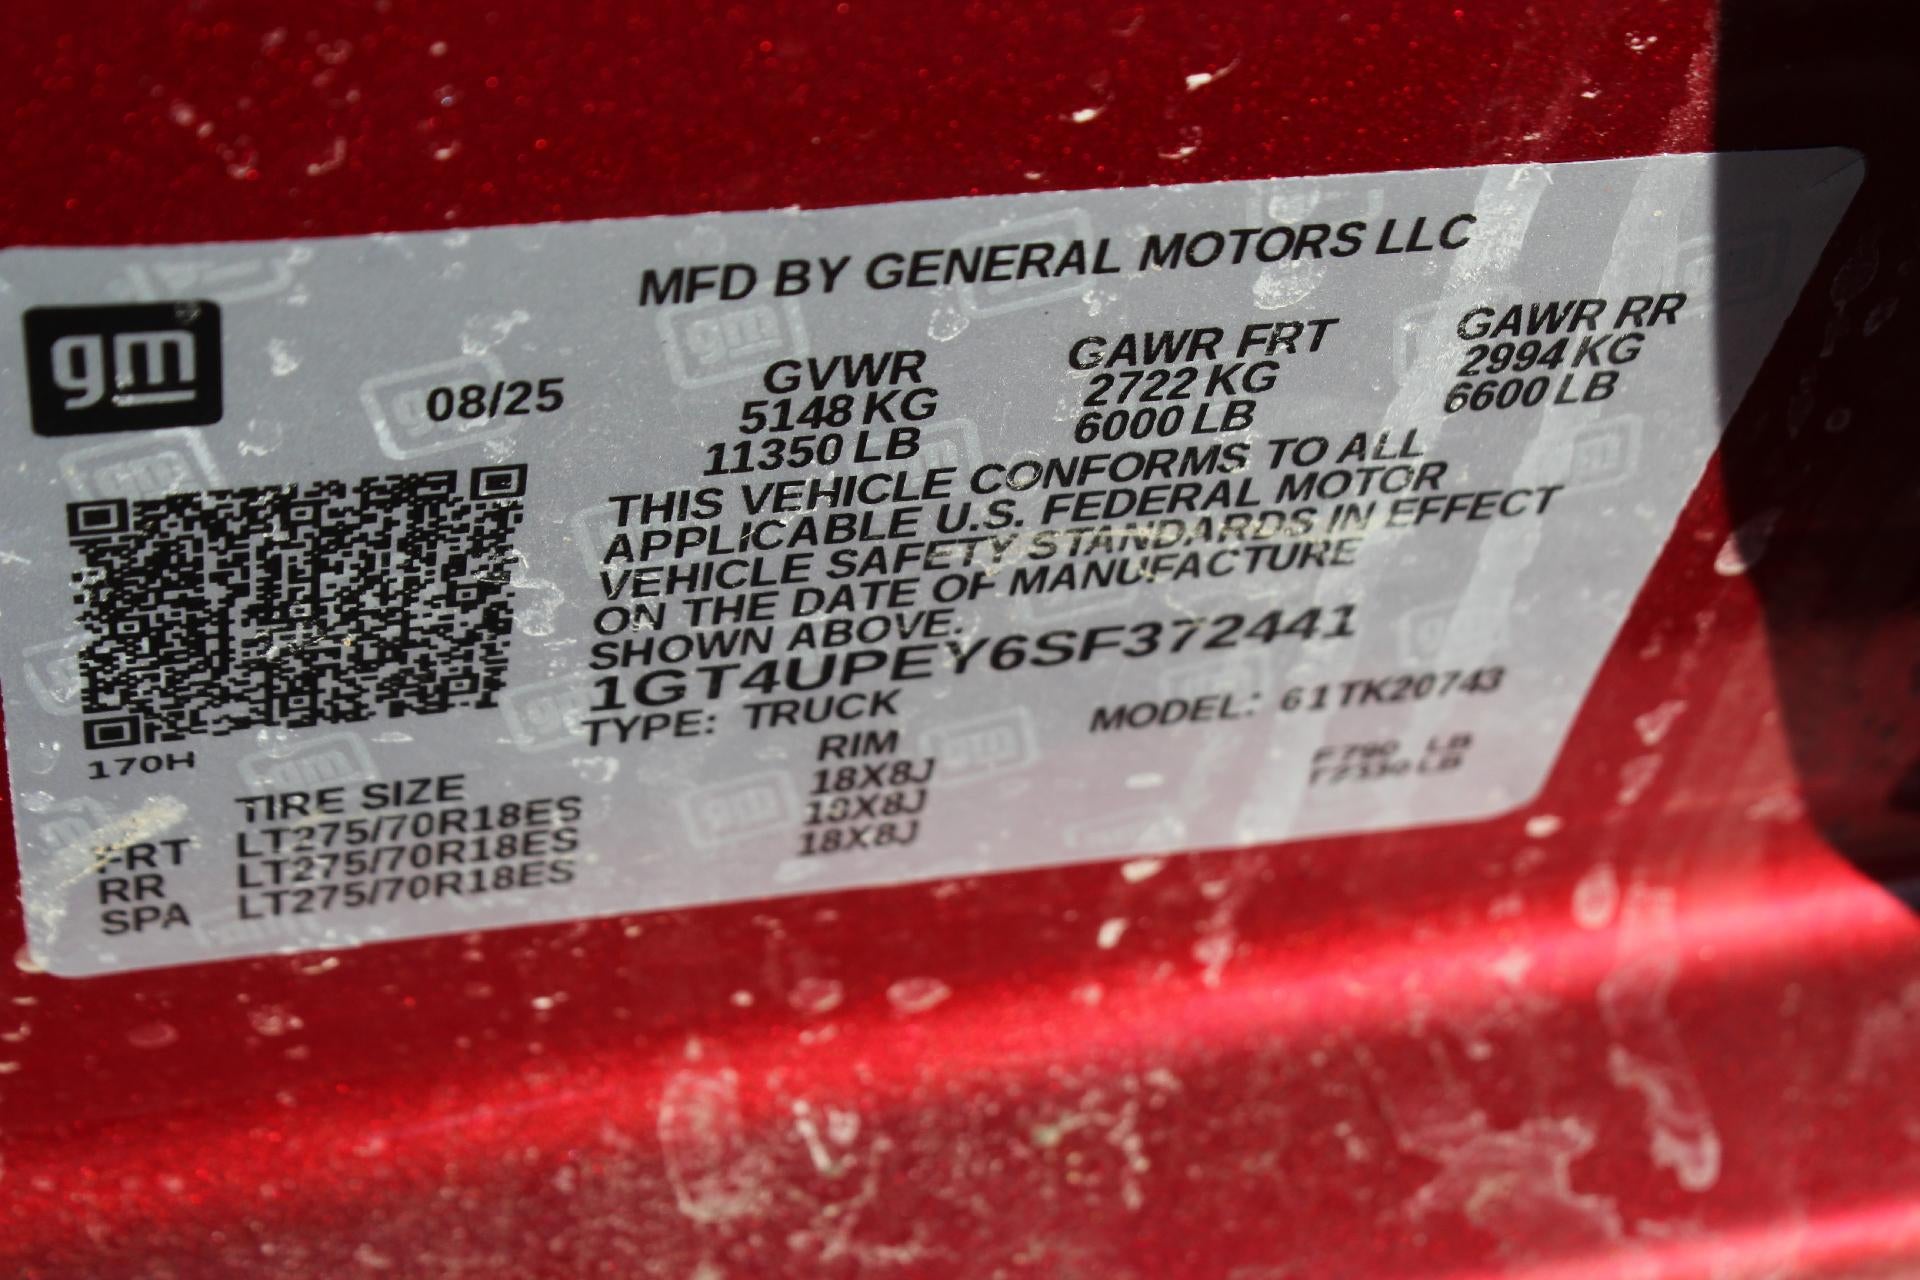 MFD BY GENERAL MOTORS LLC
gm
08/25
GVWR GAWR FRT GAWR RR
5148 KG 2722 KG 2994 KG
11350 LB 6000 LB 6600 LB
THIS VEHICLE CONFORMS TO ALL
APPLICABLE U.S. FEDERAL MOTOR
VEHICLE SAFETY STANDARDS IN EFFECT
ON THE DATE OF MANUFACTURE
SHOWN ABOVE.
1GT4UPEY6SF372441
TYPE: TRUCK MODEL: 61TK20743
170H
TIRE SIZE RIM
FRT LT275/70R18ES 18X8J
RR LT275/70R18ES 18X8J
SPA LT275/70R18ES 18X8J
LB
LB